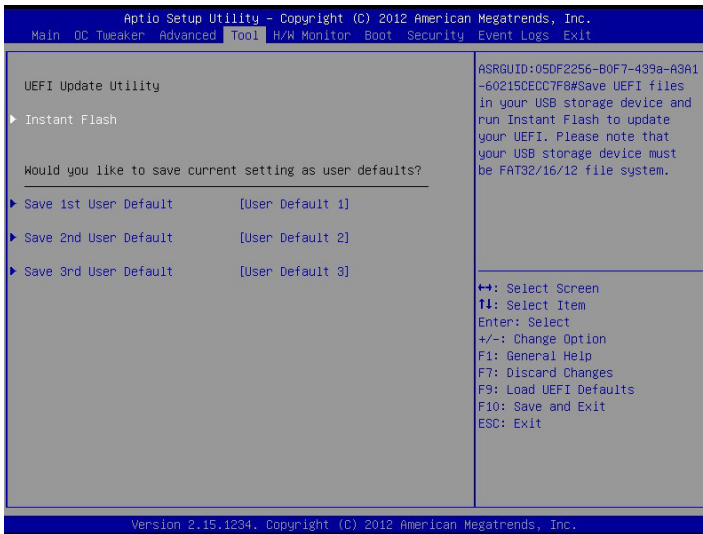 Aptio Setup Utility – Copyright (C) 2012 American Megatrends, Inc.
Main OC Tweaker Advanced Tool H/W Monitor Boot Security Event Logs Exit
UEFI Update Utility
Instant Flash
Would you like to save current setting as user defaults?
Save 1st User Default [User Default 1]
Save 2nd User Default [User Default 2]
Save 3rd User Default [User Default 3]
ASRGUID:05DF2256-B0F7-439a-A3A1
-60215CECC7F8#Save UEFI files
in your USB storage device and
run Instant Flash to update
your UEFI. Please note that
your USB storage device must
be FAT32/16/12 file system.
↔: Select Screen
↑↓: Select Item
Enter: Select
+/-: Change Option
F1: General Help
F7: Discard Changes
F9: Load UEFI Defaults
F10: Save and Exit
ESC: Exit
Version 2.15.1234. Copyright (C) 2012 American Megatrends, Inc.